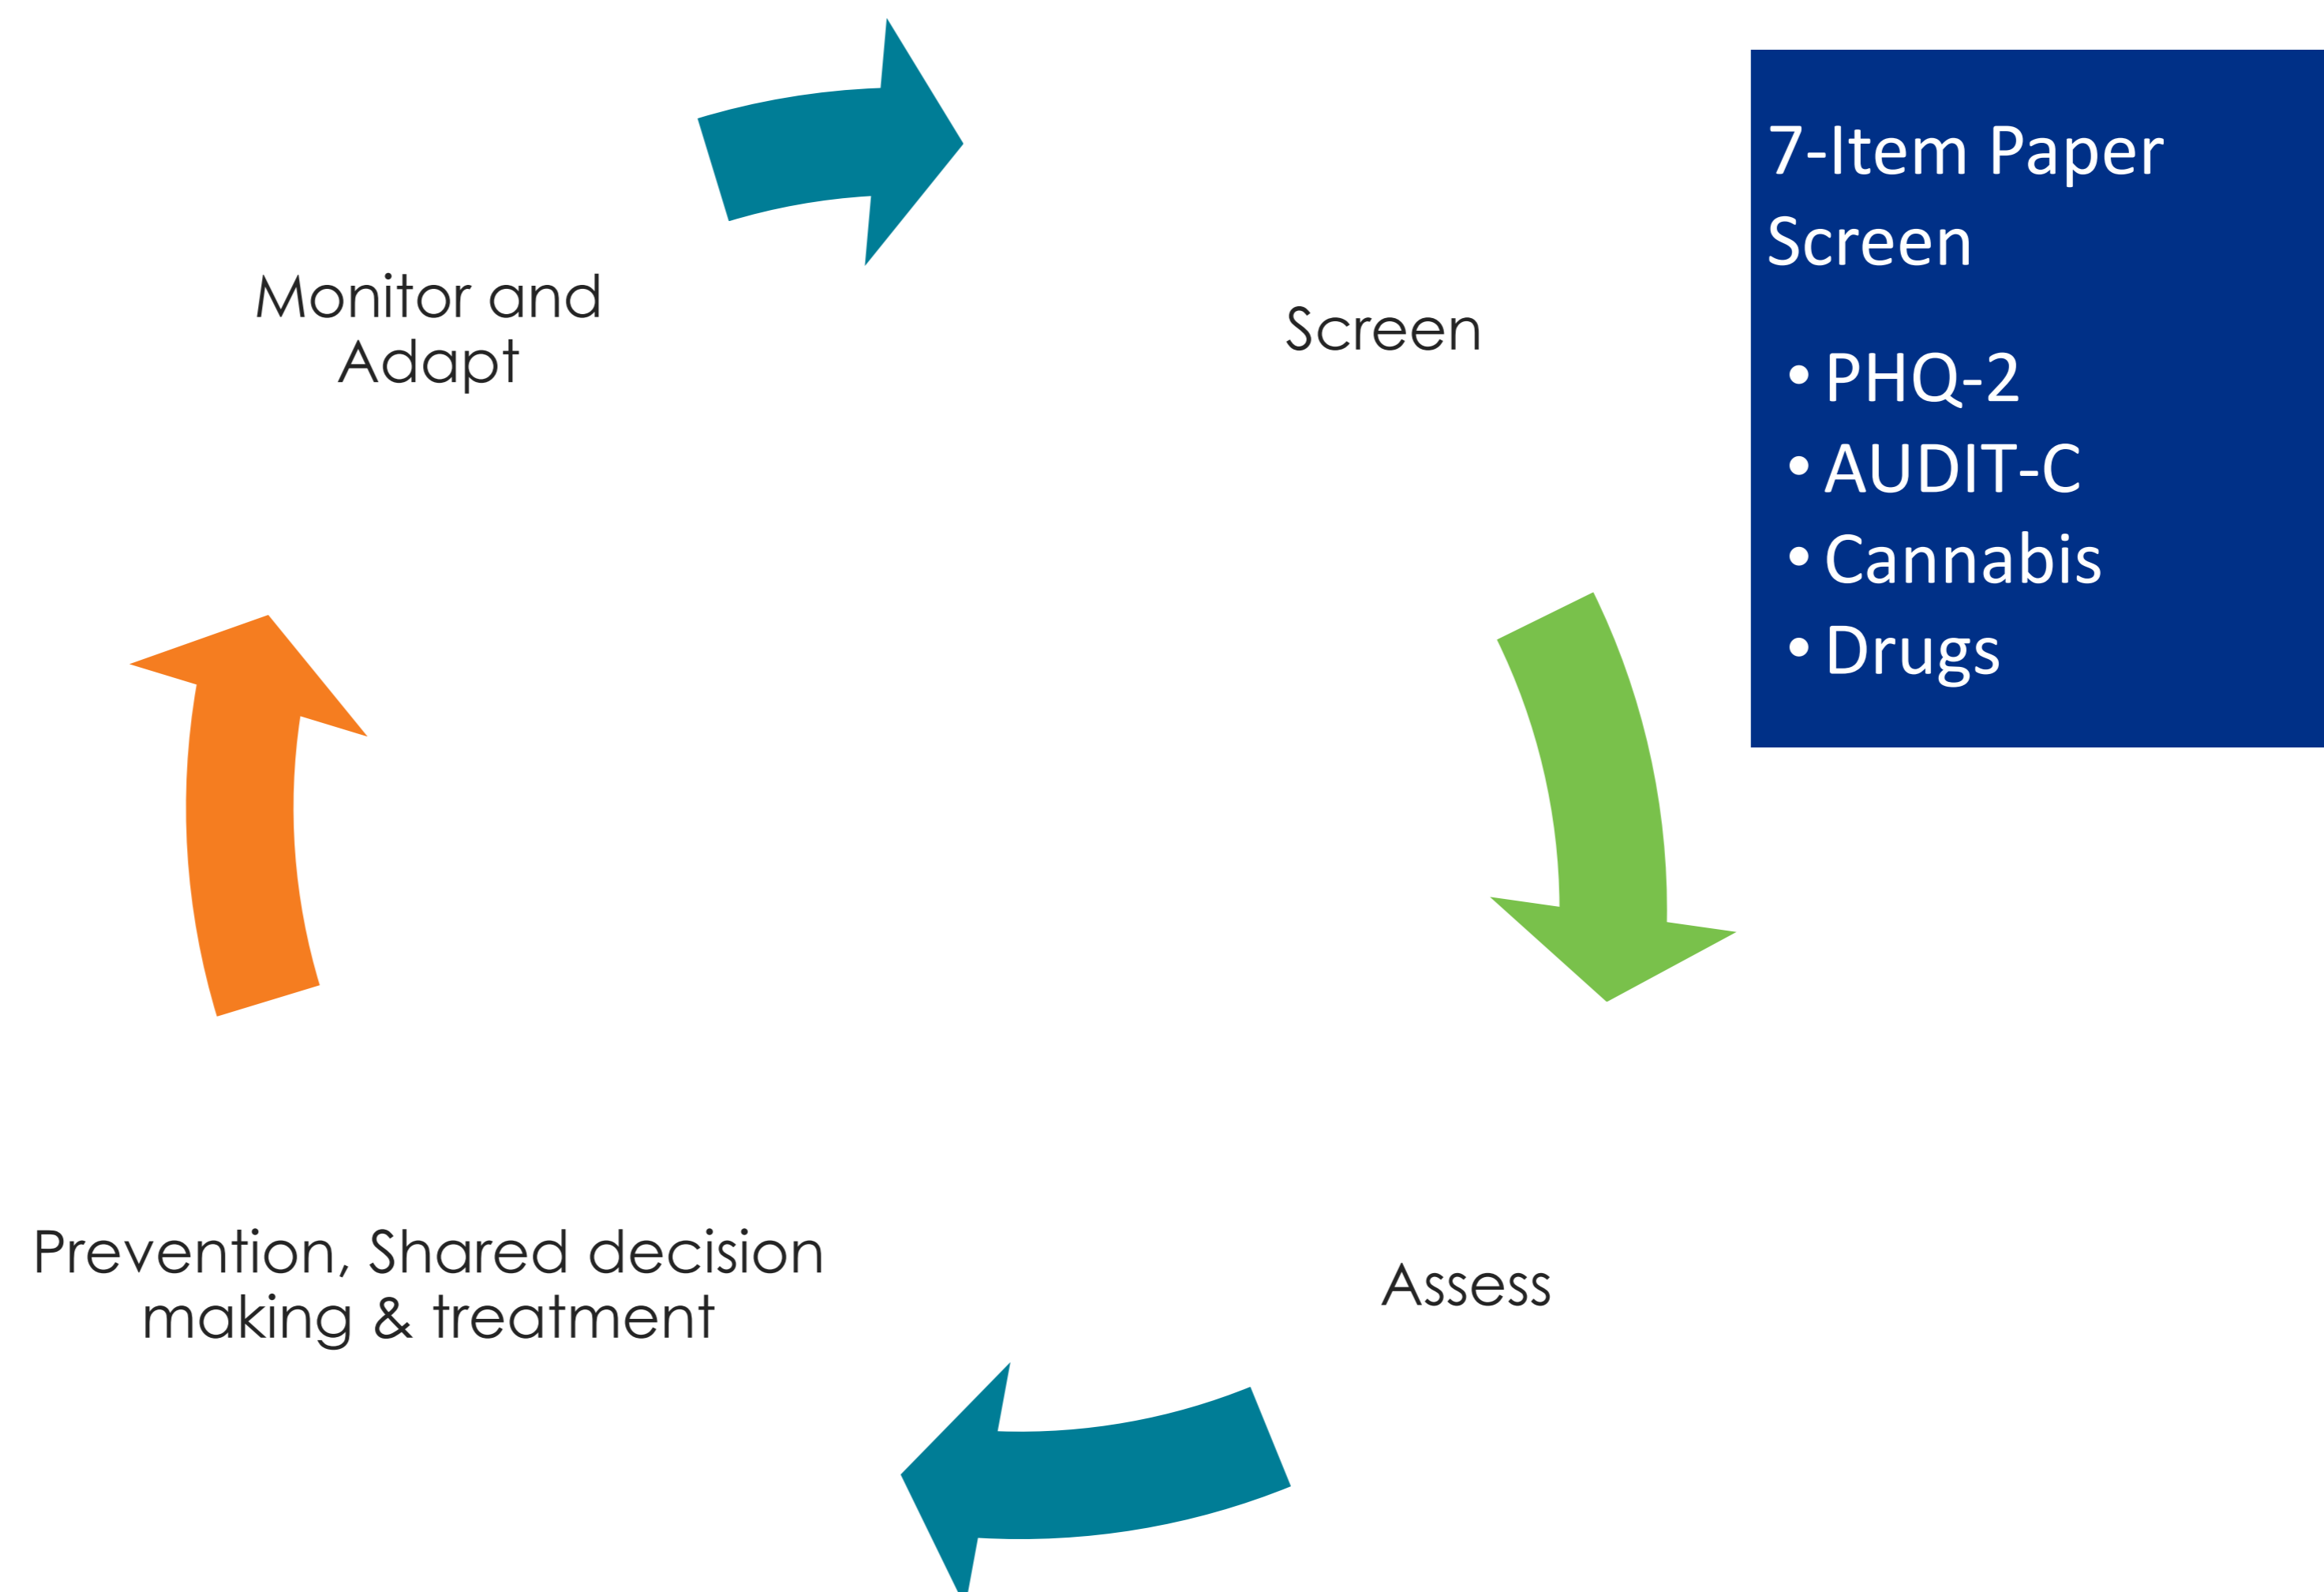 Monitor and
Adapt
Screen
7-Item Paper
Screen
• PHQ-2
• AUDIT-C
• Cannabis
• Drugs
Prevention, Shared decision
making & treatment
Assess